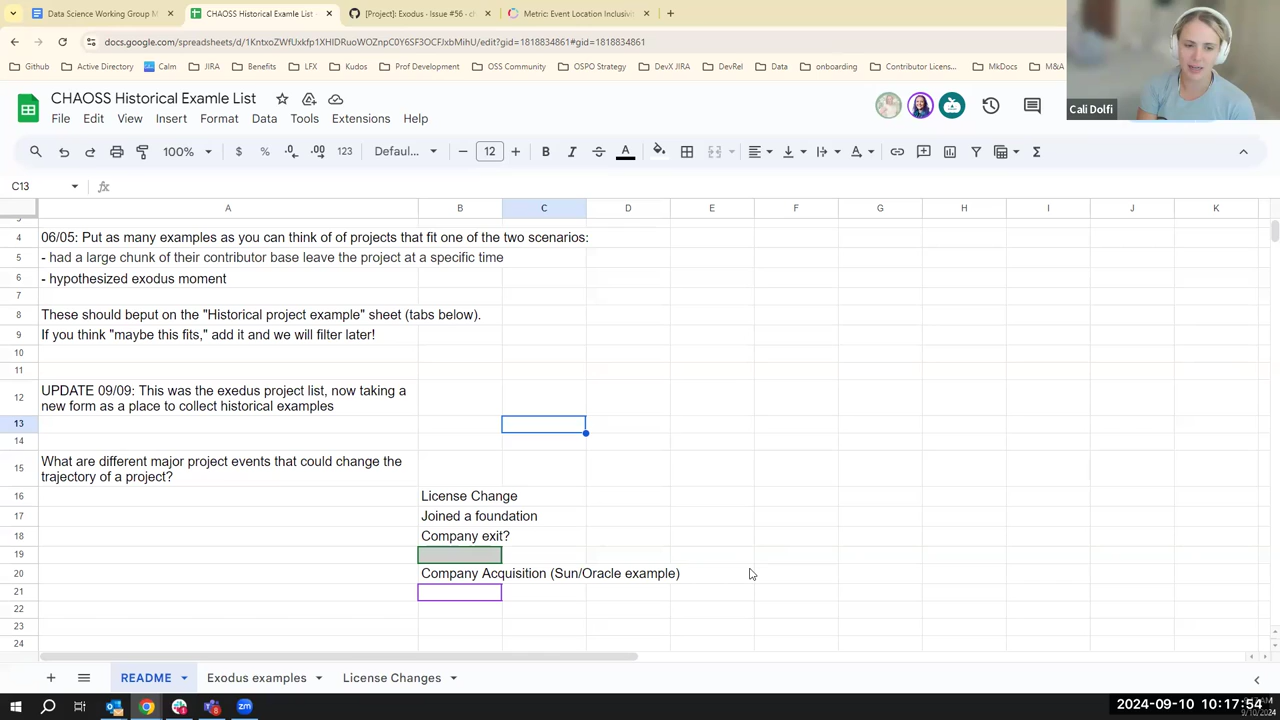 Data Science Working Group M
CHAOSS Historical Examle List
[Project]: Exodus · Issue #56 · c
Metric: Event Location Inclusivi
docs.google.com/spreadsheets/d/1KntxoZWfUxkfp1XHIDRuoWOZnpC0Y6SF3OCFJxbMihU/edit?gid=1818834861#gid=1818834861
Github
Active Directory
Calm
JIRA
Benefits
LFX
Kudos
Prof Development
OSS Community
OSPO Strategy
DevX JIRA
DevRel
Data
onboarding
Contributor Licens...
MkDocs
M&A
Cali Dolfi
CHAOSS Historical Examle List
File Edit View Insert Format Data Tools Extensions Help
100% $ % .0 .00 123 Defaul... 12 B I A
C13 fx
A B C D E F G H I J K
4 06/05: Put as many examples as you can think of of projects that fit one of the two scenarios:
5 - had a large chunk of their contributor base leave the project at a specific time
6 - hypothesized exodus moment
7
8 These should beput on the "Historical project example" sheet (tabs below).
9 If you think "maybe this fits," add it and we will filter later!
10
11
UPDATE 09/09: This was the exedus project list, now taking a
12 new form as a place to collect historical examples
13
14
What are different major project events that could change the
15 trajectory of a project?
16 License Change
17 Joined a foundation
18 Company exit?
19
20 Company Acquisition (Sun/Oracle example)
21
22
23
24
README Exodus examples License Changes
zm
2024-09-10 10:17:54
9/10/2024